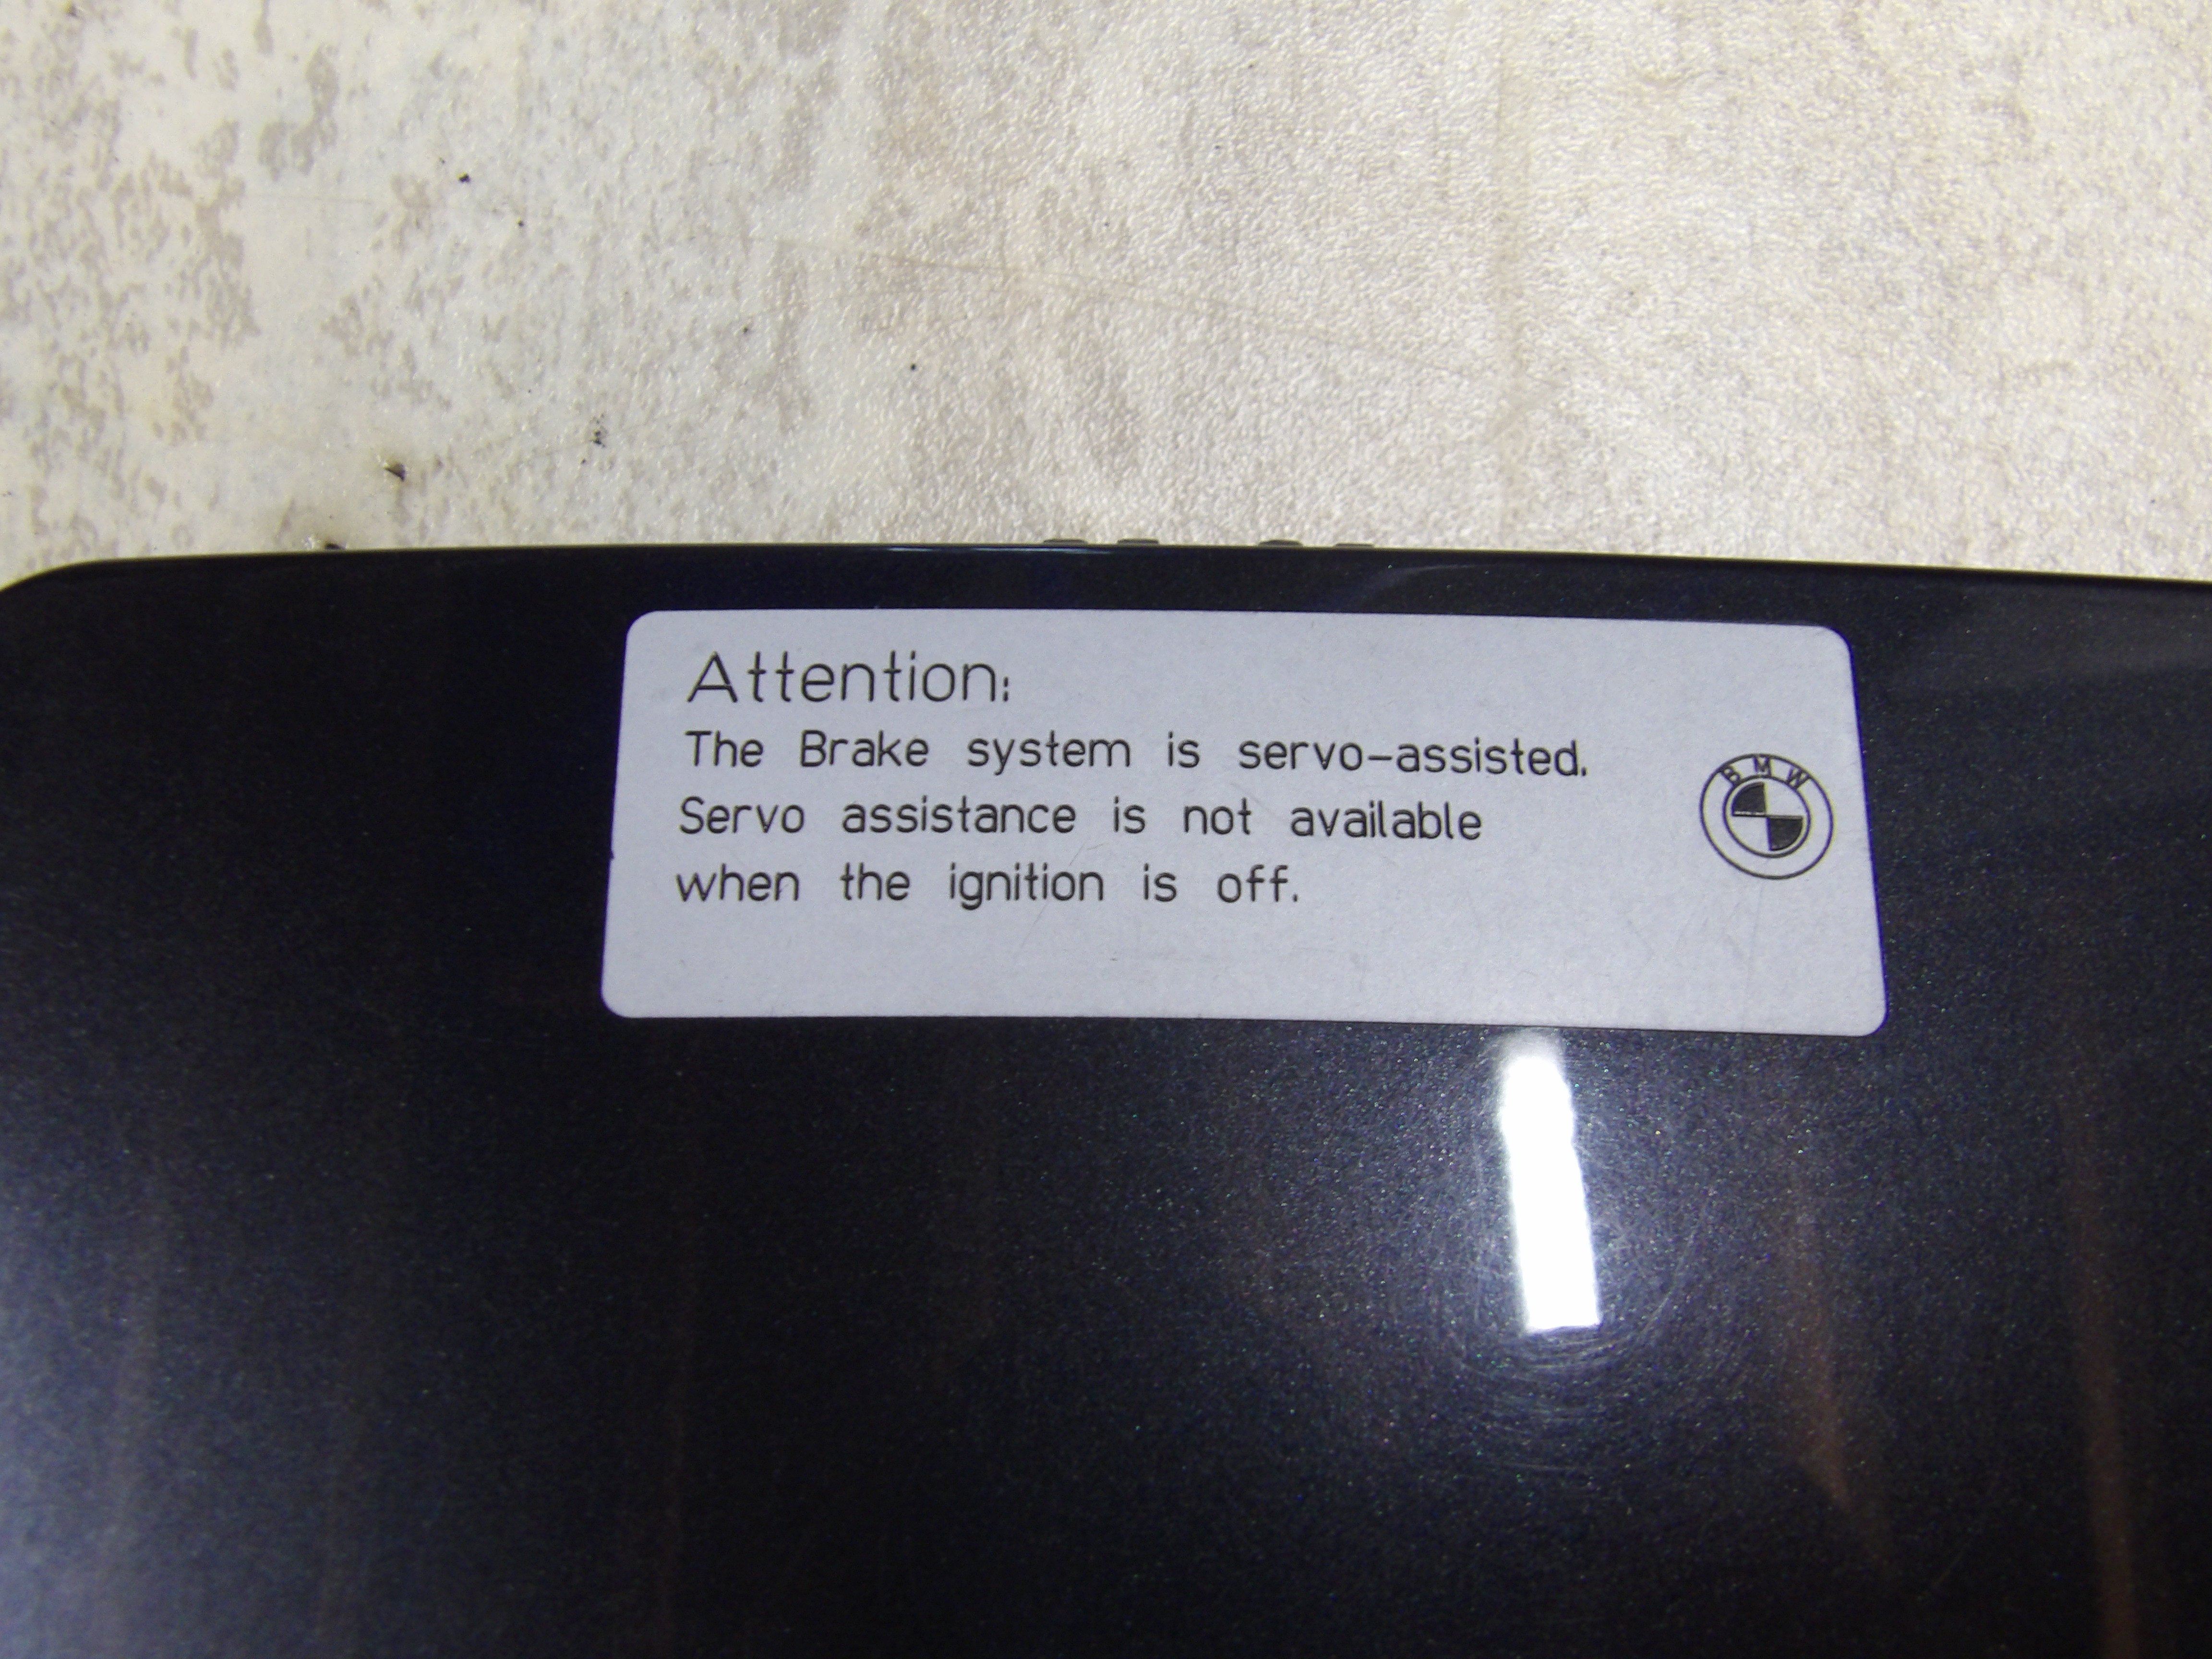 Attention:
The Brake system is servo-assisted.
Servo assistance is not available
when the ignition is off.
BMW